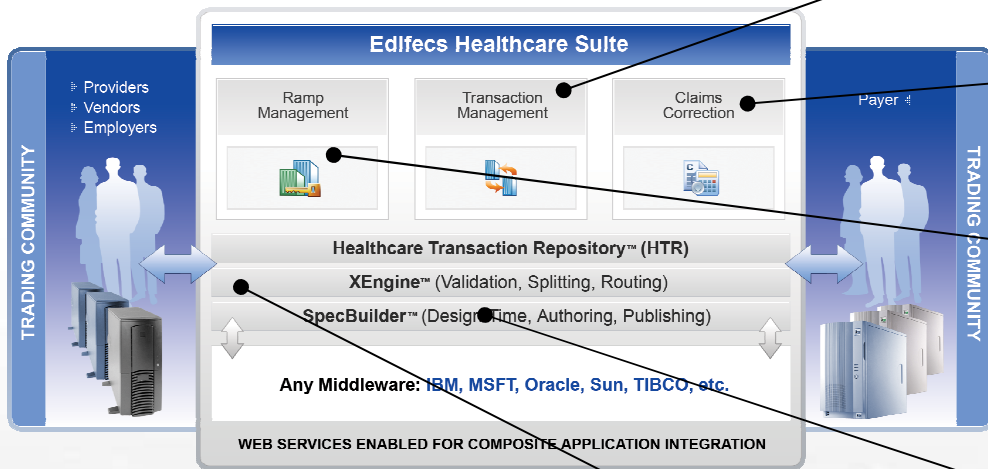 Edifecs Healthcare Suite
Providers
Vendors
Employers
Ramp
Management
Transaction
Management
Claims
Correction
Payer
TRADING COMMUNITY
TRADING COMMUNITY
Healthcare Transaction Repository™ (HTR)
XEngine™ (Validation, Splitting, Routing)
SpecBuilder™ (Design Time, Authoring, Publishing)
Any Middleware: IBM, MSFT, Oracle, Sun, TIBCO, etc.
WEB SERVICES ENABLED FOR COMPOSITE APPLICATION INTEGRATION